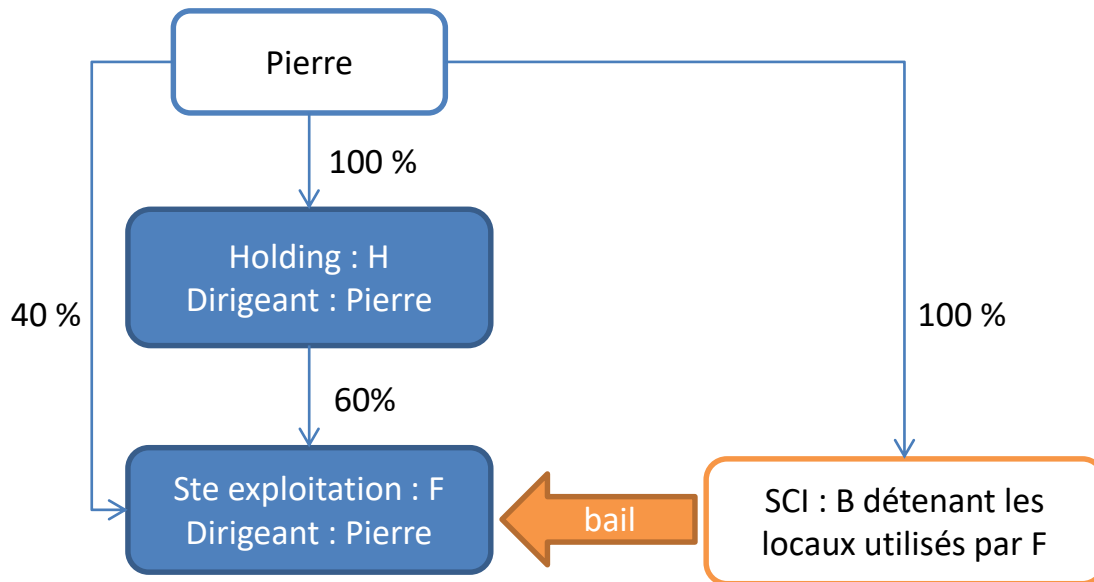 Pierre
100 %
Holding : H
Dirigeant : Pierre
40 %
100 %
60%
Ste exploitation : F
Dirigeant : Pierre
bail
SCI : B détenant les
locaux utilisés par F